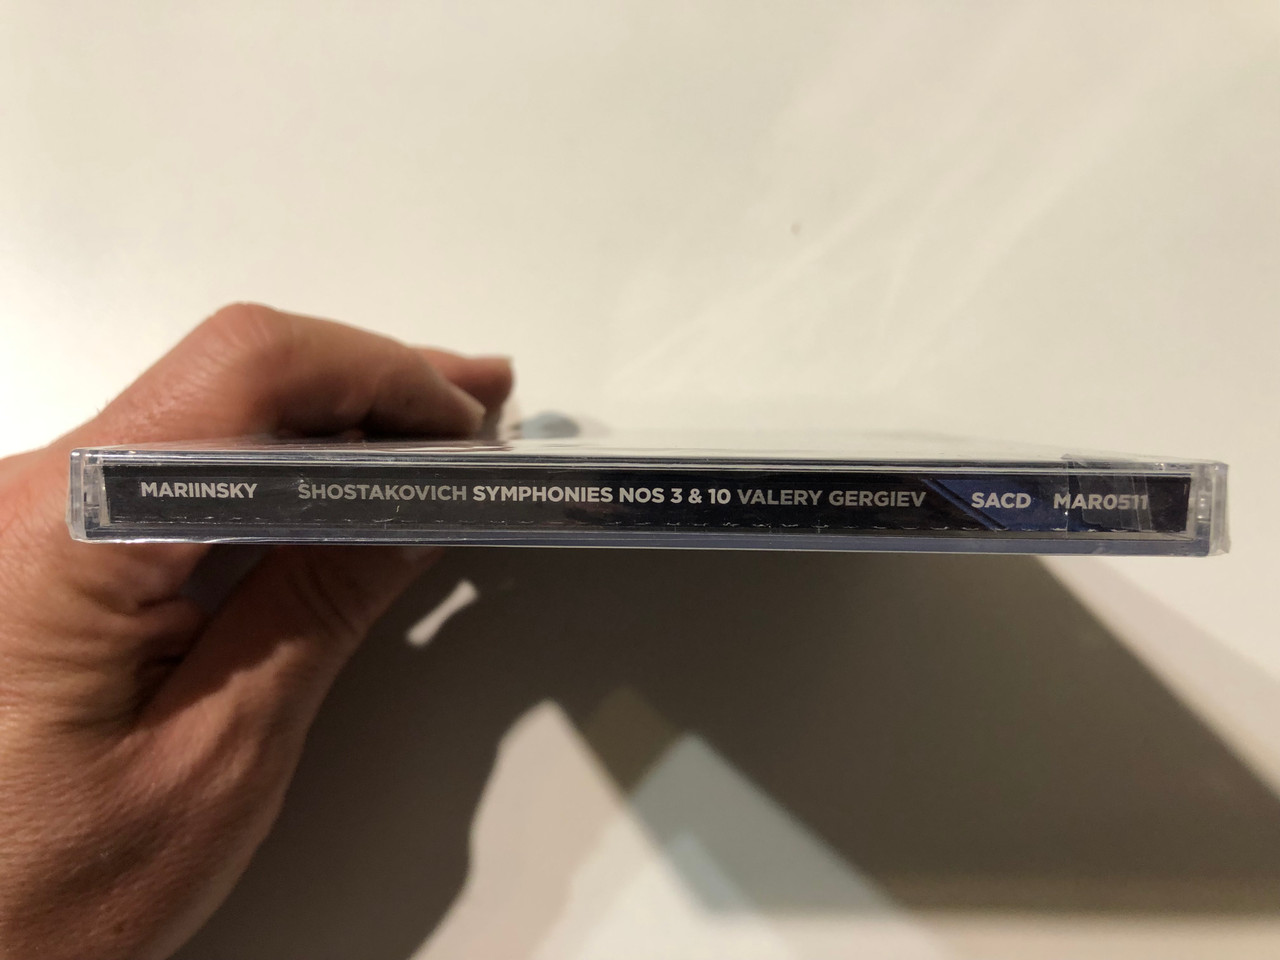 MARIINSKY SHOSTAKOVICH SYMPHONIES NOS 3 & 10 VALERY GERGIEV SACD MAR0511